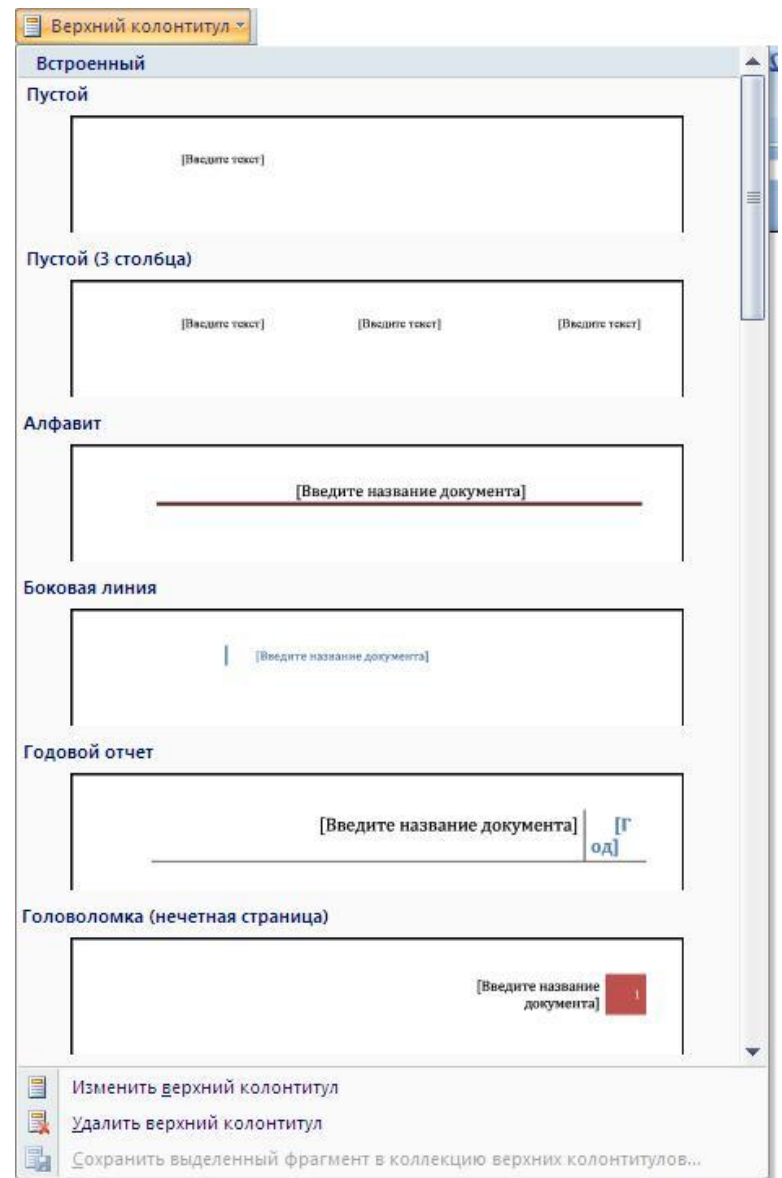 Верхний колонтитул
Встроенный
Пустой
[Введите текст]
Пустой (3 столбца)
[Введите текст] [Введите текст] [Введите текст]
Алфавит
[Введите название документа]
Боковая линия
[Введите название документа]
Годовой отчет
[Введите название документа] [Г
од]
Головоломка (нечетная страница)
[Введите название
документа] 1
Изменить верхний колонтитул
Удалить верхний колонтитул
Сохранить выделенный фрагмент в коллекцию верхних колонтитулов...